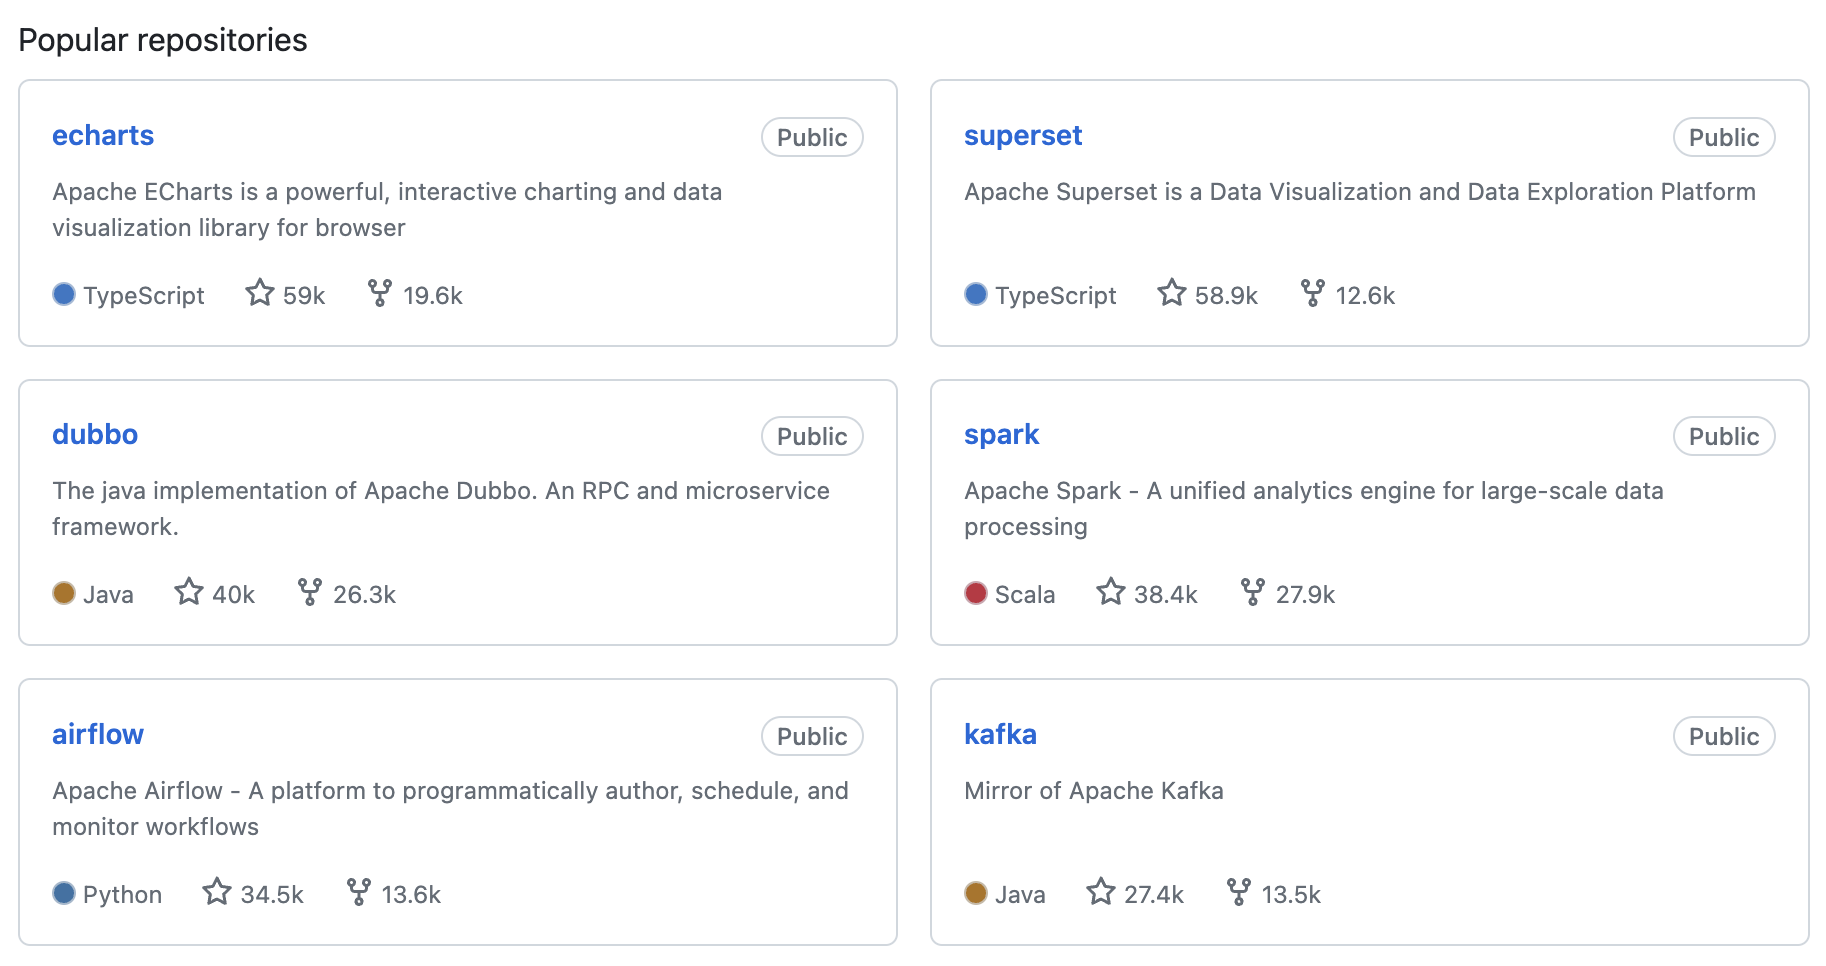 Popular repositories
echarts
Public
Apache ECharts is a powerful, interactive charting and data
visualization library for browser
TypeScript 59k 19.6k
superset
Public
Apache Superset is a Data Visualization and Data Exploration Platform
TypeScript 58.9k 12.6k
dubbo
Public
The java implementation of Apache Dubbo. An RPC and microservice
framework.
Java 40k 26.3k
spark
Public
Apache Spark - A unified analytics engine for large-scale data
processing
Scala 38.4k 27.9k
airflow
Public
Apache Airflow - A platform to programmatically author, schedule, and
monitor workflows
Python 34.5k 13.6k
kafka
Public
Mirror of Apache Kafka
Java 27.4k 13.5k